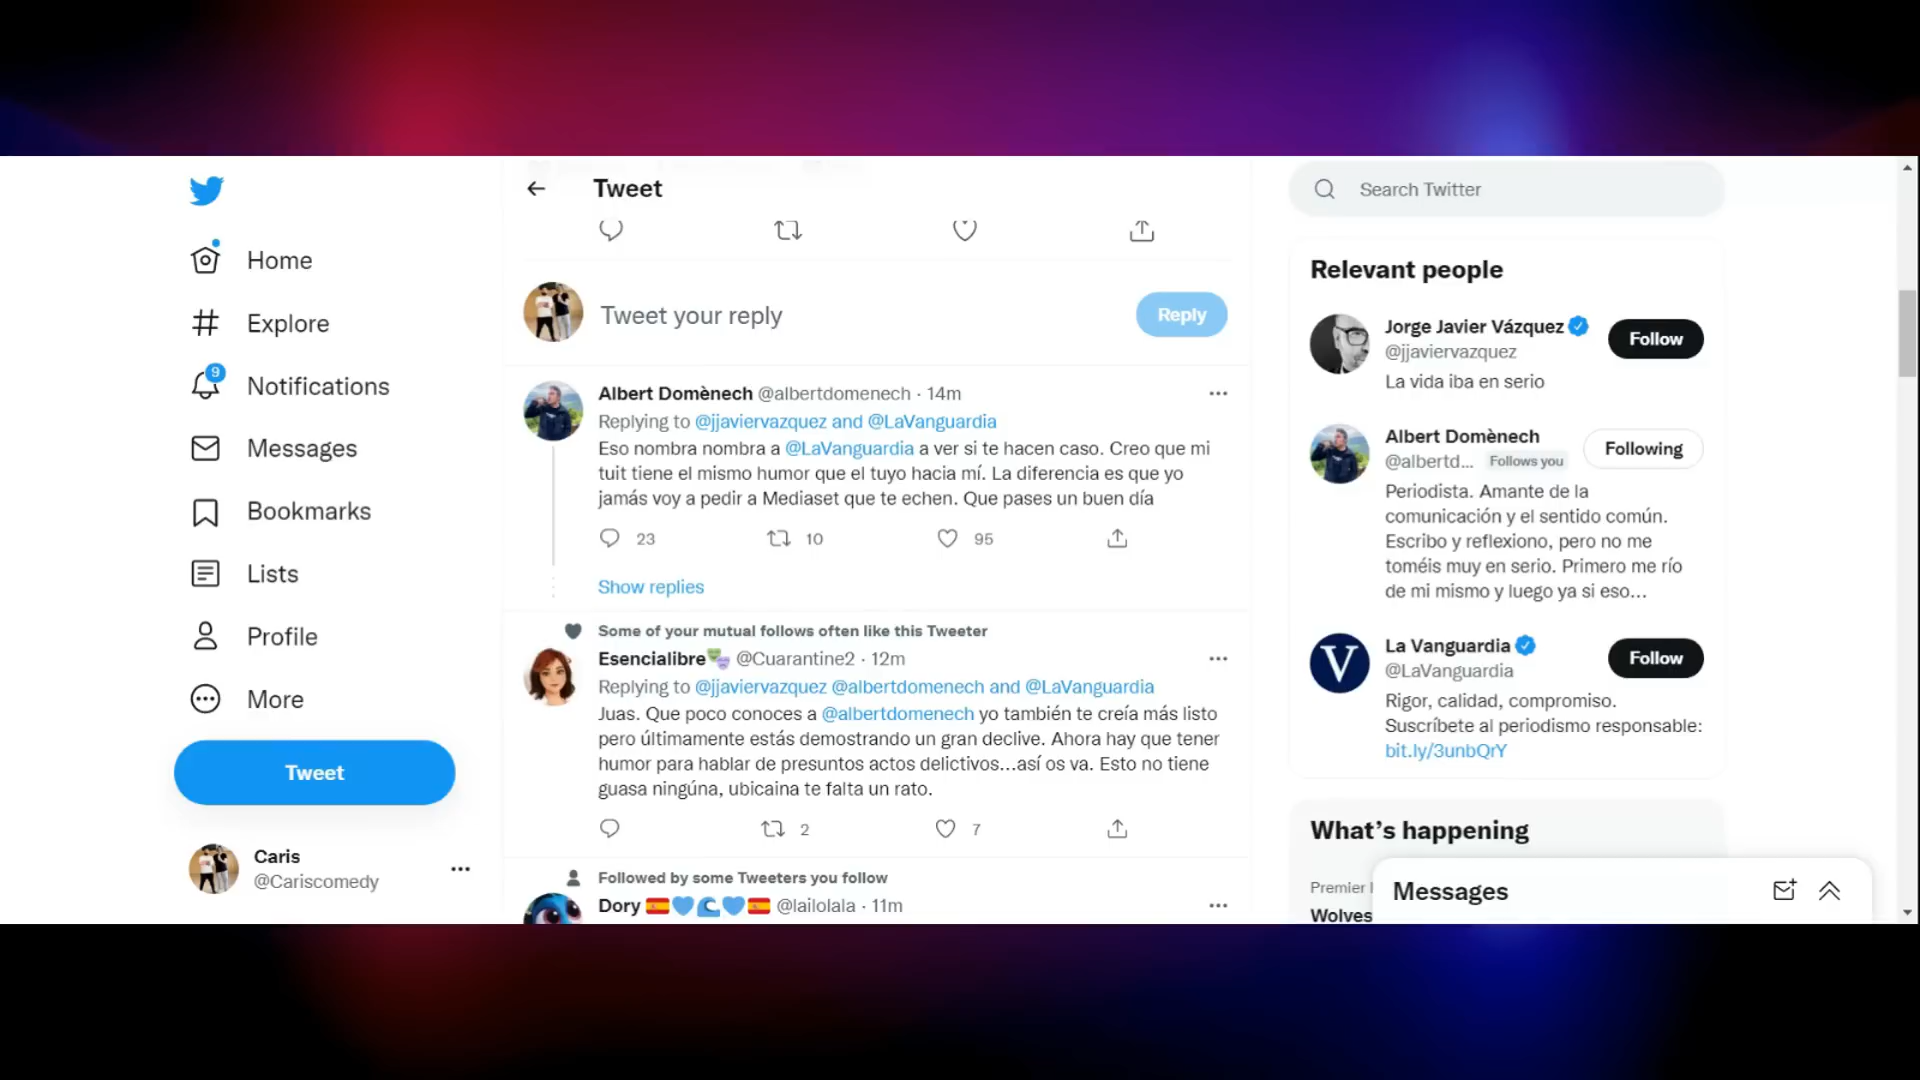 Home
Explore
9
Notifications
Messages
Bookmarks
Lists
Profile
More
Tweet
Caris
@Cariscomedy
Tweet
Tweet your reply
Reply
Albert Domènech @albertdomenech · 14m
Replying to @jjaviervazquez and @LaVanguardia
Eso nombra nombra a @LaVanguardia a ver si te hacen caso. Creo que mi
tuit tiene el mismo humor que el tuyo hacia mí. La diferencia es que yo
jamás voy a pedir a Mediaset que te echen. Que pases un buen día
23 10 95
Show replies
Some of your mutual follows often like this Tweeter
Esencialibre @Cuarantine2 · 12m
Replying to @jjaviervazquez @albertdomenech and @LaVanguardia
Juas. Que poco conoces a @albertdomenech yo también te creía más listo
pero últimamente estás demostrando un gran declive. Ahora hay que tener
humor para hablar de presuntos actos delictivos...así os va. Esto no tiene
guasa ningúna, ubicaina te falta un rato.
2 7
Followed by some Tweeters you follow
Dory @lailolala · 11m
Search Twitter
Relevant people
Jorge Javier Vázquez
@jjaviervazquez
Follow
La vida iba en serio
Albert Domènech
@albertd... Follows you
Following
Periodista. Amante de la
comunicación y el sentido común.
Escribo y reflexiono, pero no me
toméis muy en serio. Primero me río
de mi mismo y luego ya si eso...
V
La Vanguardia
@LaVanguardia
Follow
Rigor, calidad, compromiso.
Suscríbete al periodismo responsable:
bit.ly/3unbQrY
What's happening
Premier
Wolves
Messages